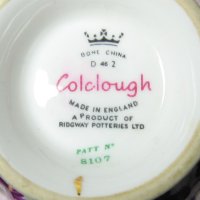 BONE CHINA
D 46 2
Colclough
MADE IN ENGLAND
A PRODUCT OF
RIDGWAY POTTERIES LTD
PATT Nº
8107